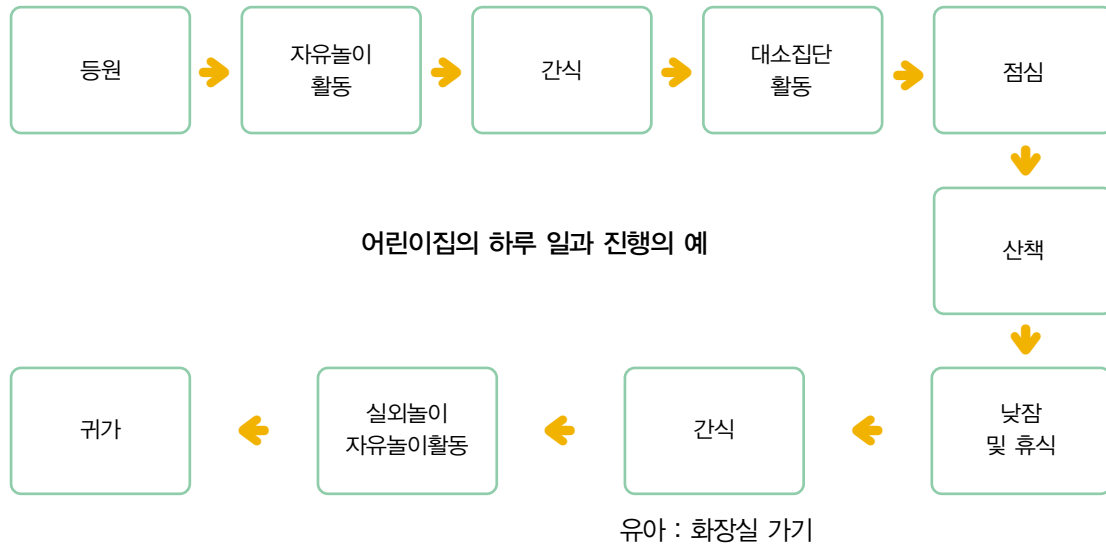 등원
자유놀이
활동
간식
대소집단
활동
점심
어린이집의 하루 일과 진행의 예
산책
귀가
실외놀이
자유놀이활동
간식
낮잠
및 휴식
유아 : 화장실 가기